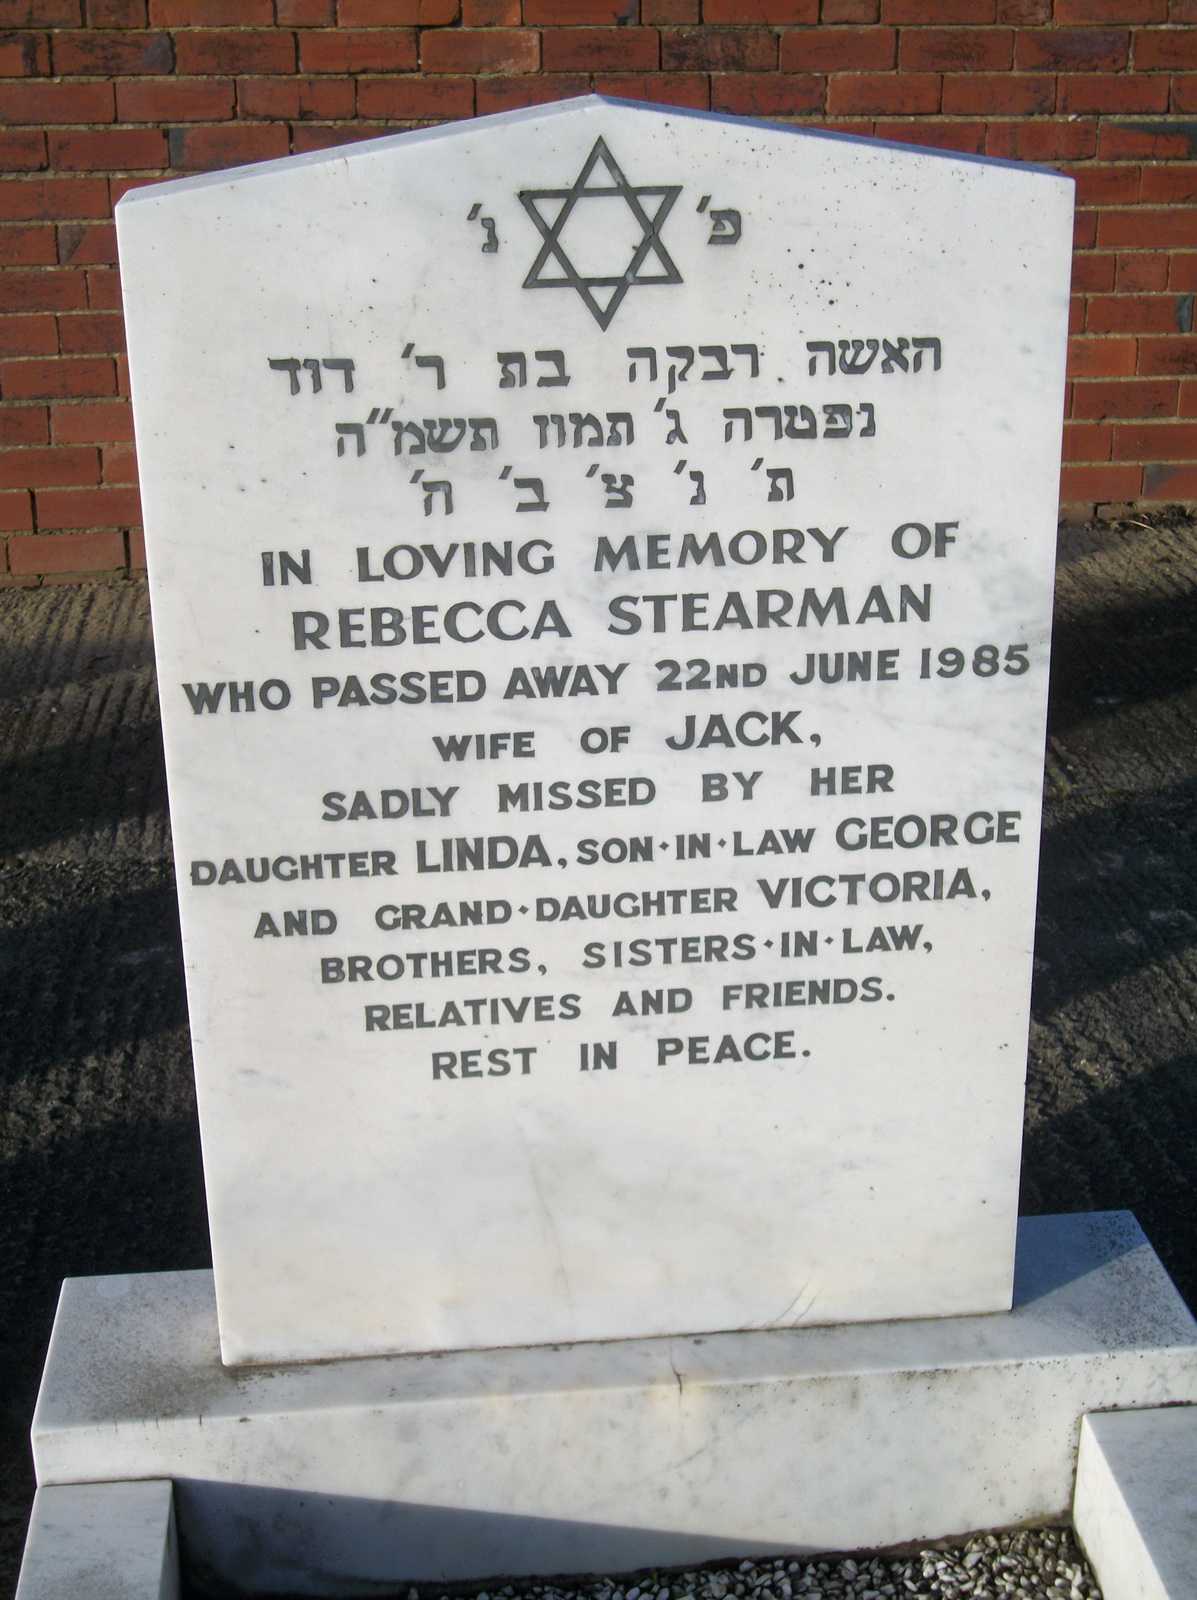 פ׳ נ׳
האשה רבקה בת ר׳ דוד
נפטרה ג׳ תמוז תשמ״ה
ת׳ נ׳ צ׳ ב׳ ה׳
IN LOVING MEMORY OF
REBECCA STEARMAN
WHO PASSED AWAY 22ND JUNE 1985
WIFE OF JACK,
SADLY MISSED BY HER
DAUGHTER LINDA, SON·IN·LAW GEORGE
AND GRAND·DAUGHTER VICTORIA,
BROTHERS, SISTERS·IN·LAW,
RELATIVES AND FRIENDS.
REST IN PEACE.